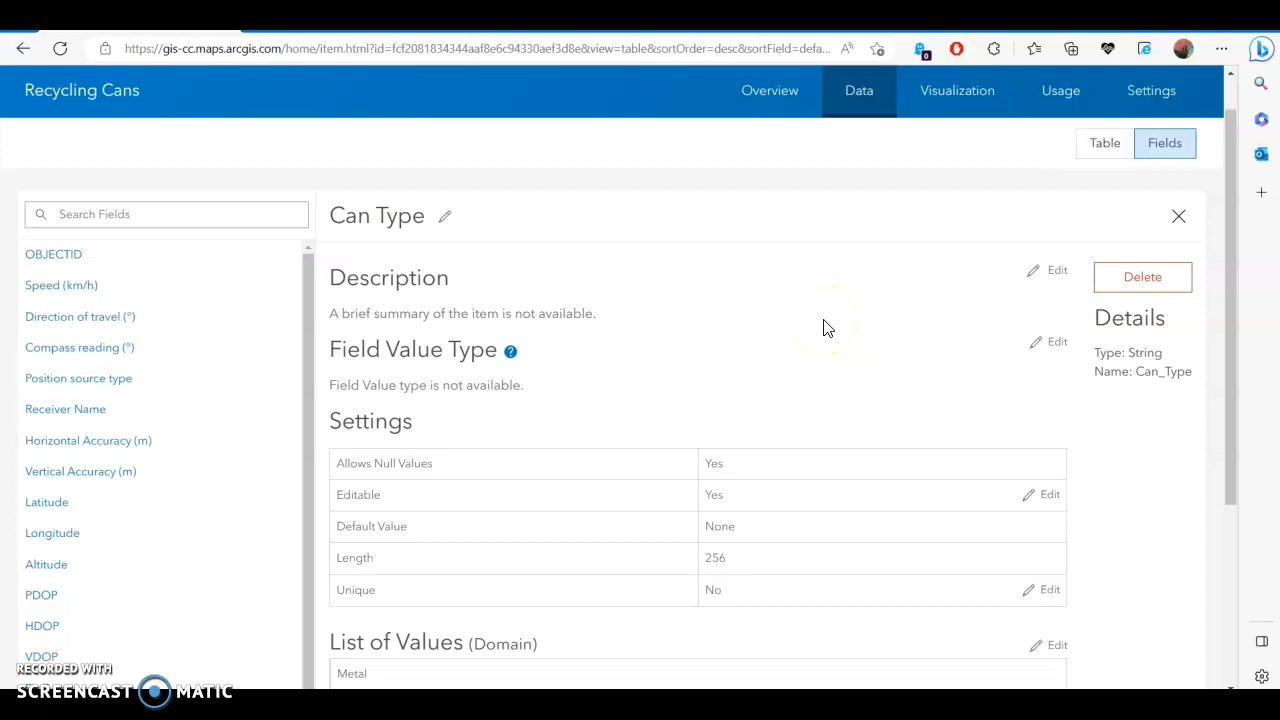 https://gis-cc.maps.arcgis.com/home/item.html?id=fcf2081834344aaf8e6c94330aef3d8e&view=table&sortOrder=desc&sortField=defa...
0
Recycling Cans
Overview
Data
Visualization
Usage
Settings
Table
Fields
Search Fields
OBJECTID
Speed (km/h)
Direction of travel (°)
Compass reading (°)
Position source type
Receiver Name
Horizontal Accuracy (m)
Vertical Accuracy (m)
Latitude
Longitude
Altitude
PDOP
HDOP
VDOP
Can Type
Description
Edit
A brief summary of the item is not available.
Field Value Type ?
Edit
Field Value type is not available.
Settings
Allows Null Values Yes
Editable Yes Edit
Default Value None
Length 256
Unique No Edit
List of Values (Domain)
Edit
Metal
Delete
Details
Type: String
Name: Can_Type
RECORDED WITH
SCREENCAST MATIC